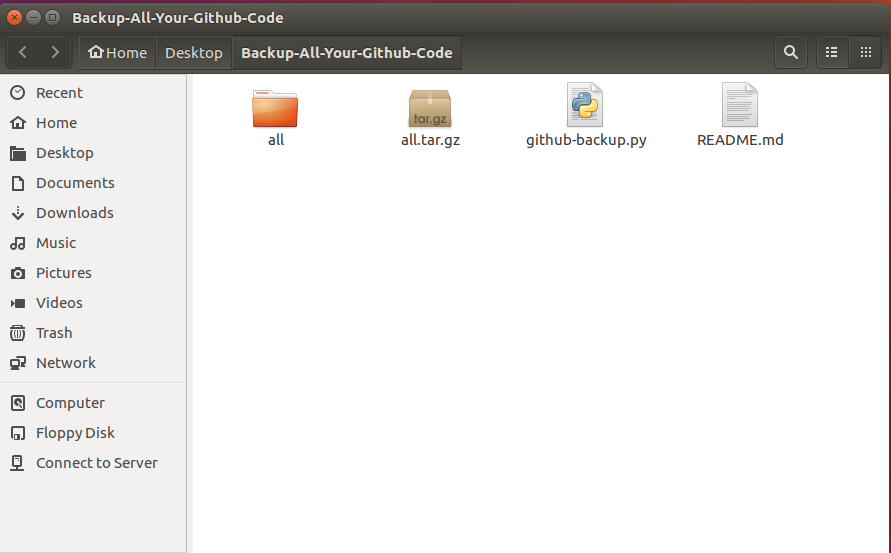 Backup-All-Your-Github-Code
Home Desktop Backup-All-Your-Github-Code
Recent
Home
Desktop
Documents
Downloads
Music
Pictures
Videos
Trash
Network
Computer
Floppy Disk
Connect to Server
tar.gz
all all.tar.gz github-backup.py README.md